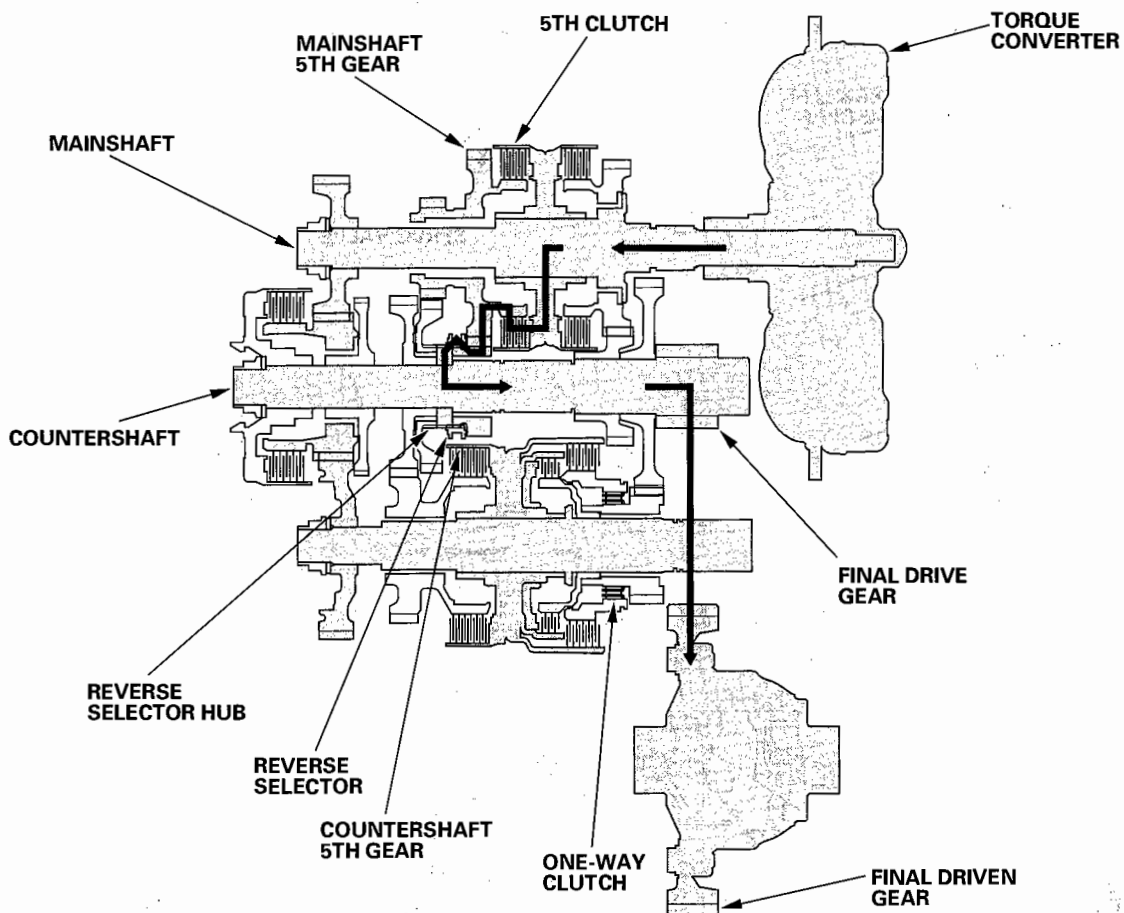 5TH CLUTCH
TORQUE
CONVERTER
MAINSHAFT
5TH GEAR
MAINSHAFT
COUNTERSHAFT
FINAL DRIVE
GEAR
REVERSE
SELECTOR HUB
REVERSE
SELECTOR
COUNTERSHAFT
5TH GEAR
ONE-WAY
CLUTCH
FINAL DRIVEN
GEAR